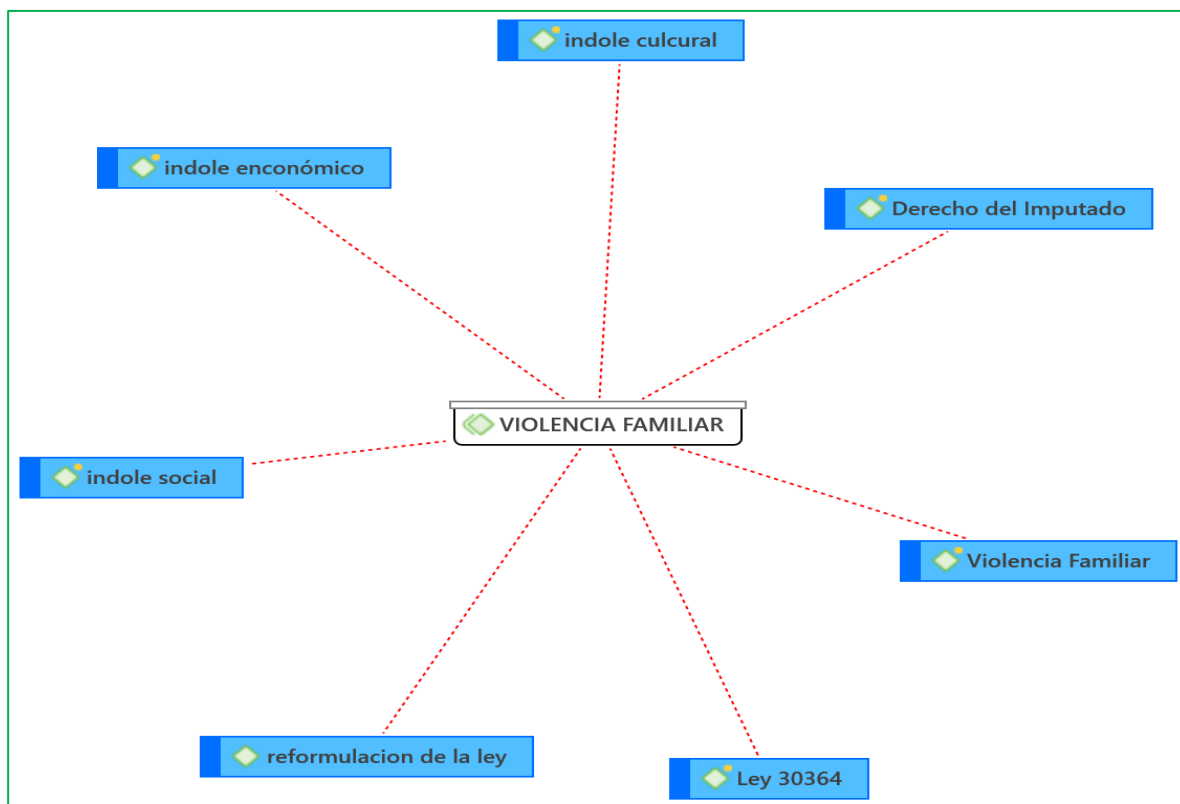 indole culcural
indole enconómico
Derecho del Imputado
VIOLENCIA FAMILIAR
indole social
Violencia Familiar
reformulacion de la ley
Ley 30364